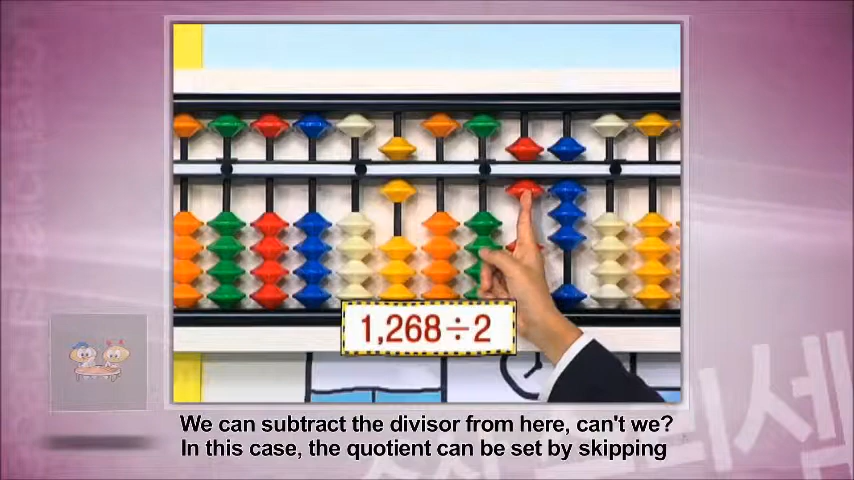 1,268÷2
We can subtract the divisor from here, can't we?
In this case, the quotient can be set by skipping